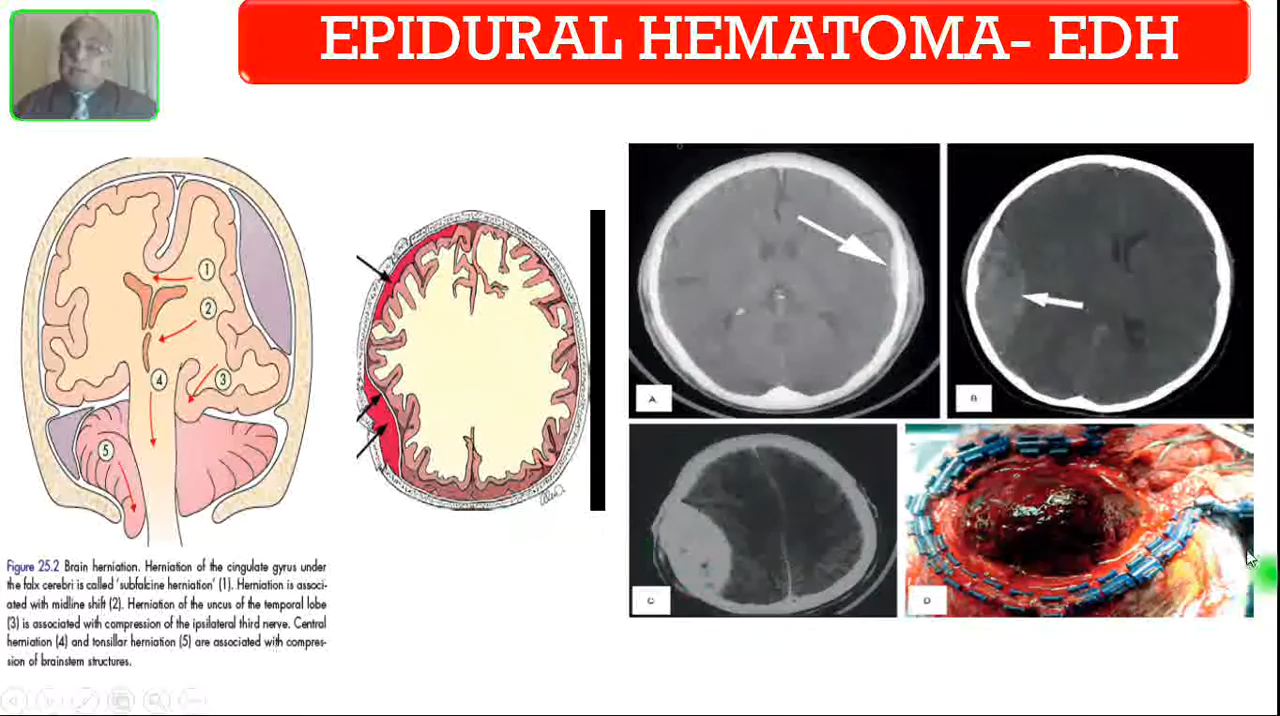 EPIDURAL HEMATOMA- EDH
1
2
3
4
5
A
B
C
D
Figure 25.2 Brain herniation. Herniation of the cingulate gyrus under
the falx cerebri is called 'subfalcine herniation' (1). Herniation is associ-
ated with midline shift (2). Herniation of the uncus of the temporal lobe
(3) is associated with compression of the ipsilateral third nerve. Central
herniation (4) and tonsillar herniation (5) are associated with compres-
sion of brainstem structures.